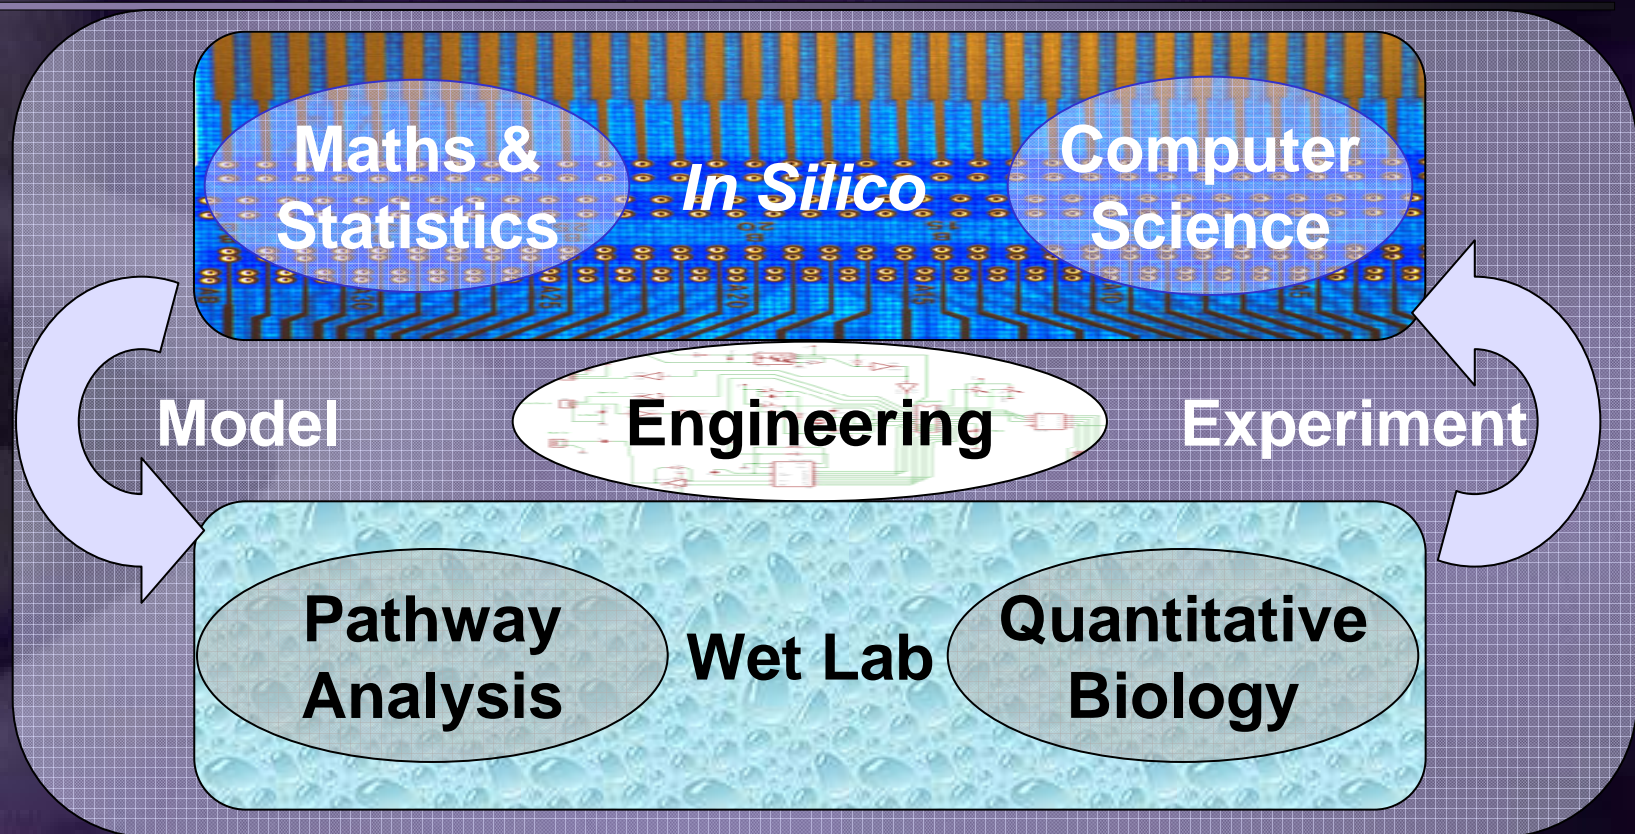 Maths &
Statistics
In Silico
Computer
Science
Model
Engineering
Experiment
Pathway
Analysis
Wet Lab
Quantitative
Biology